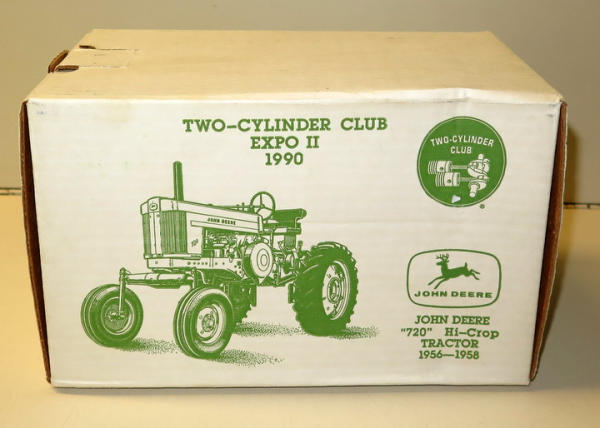 TWO-CYLINDER CLUB
EXPO II
1990
TWO-CYLINDER
CLUB
®
JOHN DEERE
JOHN DEERE
JOHN DEERE
"720" Hi-Crop
TRACTOR
1956—1958